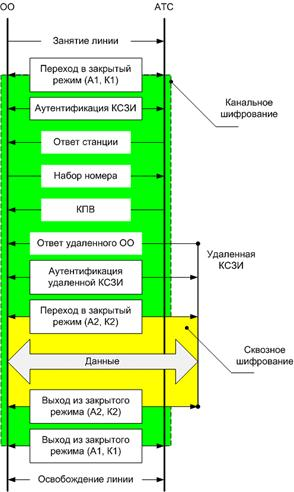 ОО
АТС
Занятие линии
Переход в закрытый
режим (А1, К1)
Канальное
шифрование
Аутентификация КСЗИ
Ответ станции
Набор номера
КПВ
Ответ удаленного ОО
Удаленная
КСЗИ
Аутентификация
удаленной КСЗИ
Переход в закрытый
режим (А2, К2)
Сквозное
шифрование
Данные
Выход из закрытого
режима (А2, К2)
Выход из закрытого
режима (А1, К1)
Освобождение линии